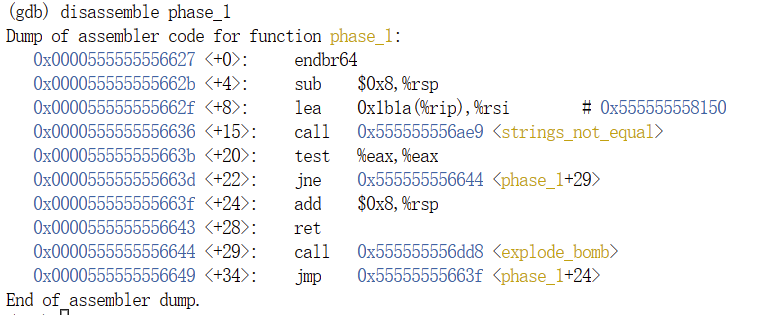 (gdb) disassemble phase_1
Dump of assembler code for function phase_1:
0x0000555555556627 <+0>: endbr64
0x000055555555662b <+4>: sub $0x8,%rsp
0x000055555555662f <+8>: lea 0x1b1a(%rip),%rsi # 0x555555558150
0x0000555555556636 <+15>: call 0x555555556ae9 <strings_not_equal>
0x000055555555663b <+20>: test %eax,%eax
0x000055555555663d <+22>: jne 0x555555556644 <phase_1+29>
0x000055555555663f <+24>: add $0x8,%rsp
0x0000555555556643 <+28>: ret
0x0000555555556644 <+29>: call 0x555555556dd8 <explode_bomb>
0x0000555555556649 <+34>: jmp 0x55555555663f <phase_1+24>
End of assembler dump.